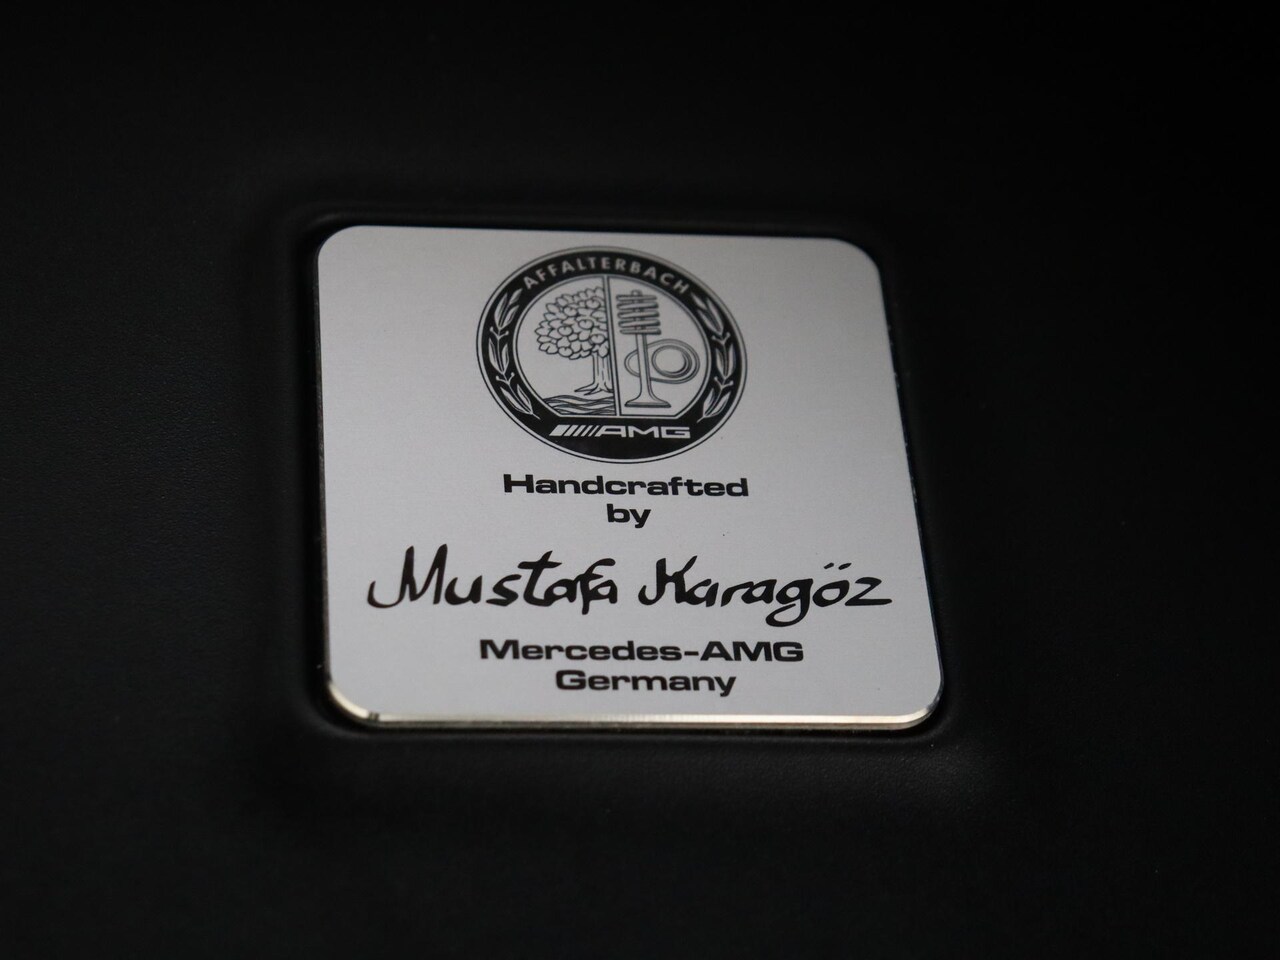 AFFALTERBACH
AMG
Handcrafted
by
Mustafa Karagöz
Mercedes-AMG
Germany